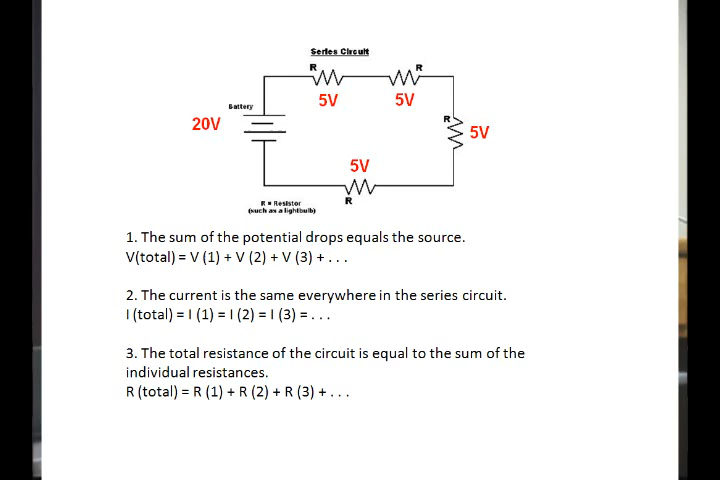 Series Circuit
R
R
5V
5V
Battery
20V
R
5V
5V
R
R = Resistor
(such as a lightbulb)
1. The sum of the potential drops equals the source.
V(total) = V (1) + V (2) + V (3) + . . .
2. The current is the same everywhere in the series circuit.
I (total) = I (1) = I (2) = I (3) = . . .
3. The total resistance of the circuit is equal to the sum of the
individual resistances.
R (total) = R (1) + R (2) + R (3) + . . .